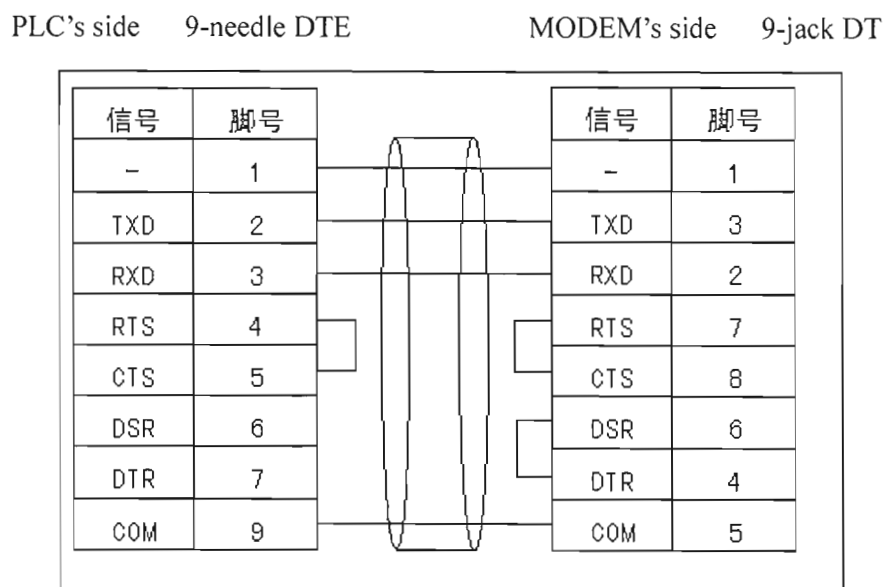 PLC's side 9-needle DTE MODEM's side 9-jack DT
信号 脚号 信号 脚号
- 1 - 1
TXD 2 TXD 3
RXD 3 RXD 2
RTS 4 RTS 7
CTS 5 CTS 8
DSR 6 DSR 6
DTR 7 DTR 4
COM 9 COM 5